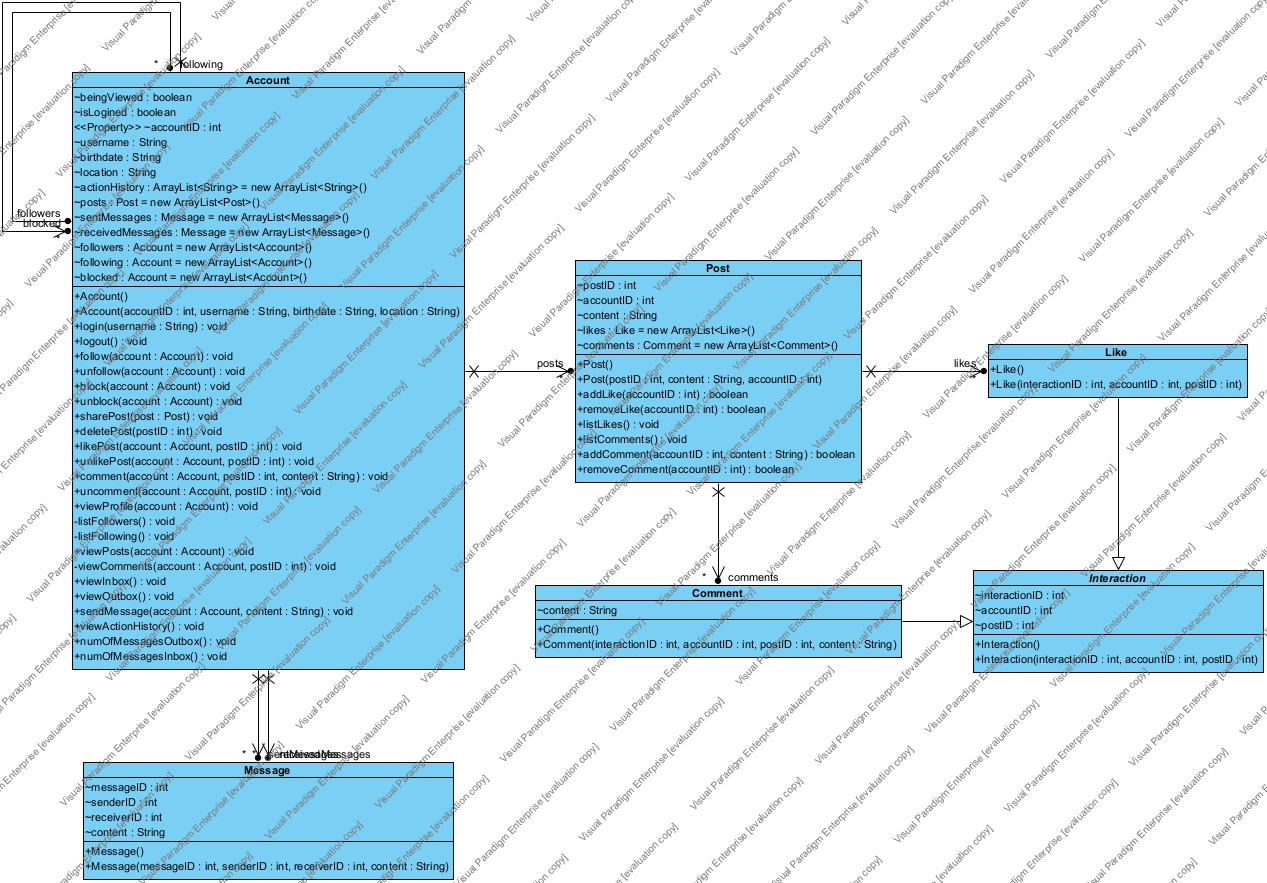 following
Account
~beingViewed : boolean
~isLogined : boolean
<<Property>> ~accountID : int
~username : String
~birthdate : String
~location : String
~actionHistory : ArrayList<String> = new ArrayList<String>()
~posts : Post = new ArrayList<Post>()
~sentMessages : Message = new ArrayList<Message>()
~receivedMessages : Message = new ArrayList<Message>()
~followers : Account = new ArrayList<Account>()
~following : Account = new ArrayList<Account>()
~blocked : Account = new ArrayList<Account>()
+Account()
+Account(accountID : int, username : String, birthdate : String, location : String)
+login(username : String) : void
+logout() : void
+follow(account : Account) : void
+unfollow(account : Account) : void
+block(account : Account) : void
+unblock(account : Account) : void
+sharePost(post : Post) : void
+deletePost(postID : int) : void
+likePost(account : Account, postID : int) : void
+unlikePost(account : Account, postID : int) : void
+comment(account : Account, postID : int, content : String) : void
+uncomment(account : Account, postID : int) : void
+viewProfile(account : Account) : void
-listFollowers() : void
-listFollowing() : void
+viewPosts(account : Account) : void
-viewComments(account : Account, postID : int) : void
+viewInbox() : void
+viewOutbox() : void
+sendMessage(account : Account, content : String) : void
+viewActionHistory() : void
+numOfMessagesOutbox() : void
+numOfMessagesInbox() : void
followers
blocked
posts
Post
~postID : int
~accountID : int
~content : String
~likes : Like = new ArrayList<Like>()
~comments : Comment = new ArrayList<Comment>()
+Post()
+Post(postID : int, content : String, accountID : int)
+addLike(accountID : int) : boolean
+removeLike(accountID : int) : boolean
+listLikes() : void
+listComments() : void
+addComment(accountID : int, content : String) : boolean
+removeComment(accountID : int) : boolean
likes
Like
+Like()
+Like(interactionID : int, accountID : int, postID : int)
* comments
Comment
~content : String
+Comment()
+Comment(interactionID : int, accountID : int, postID : int, content : String)
Interaction
~interactionID : int
~accountID : int
~postID : int
+Interaction()
+Interaction(interactionID : int, accountID : int, postID : int)
Message
~messageID : int
~senderID : int
~receiverID : int
~content : String
+Message()
+Message(messageID : int, senderID : int, receiverID : int, content : String)
Visual Paradigm Enterprise [evaluation copy]